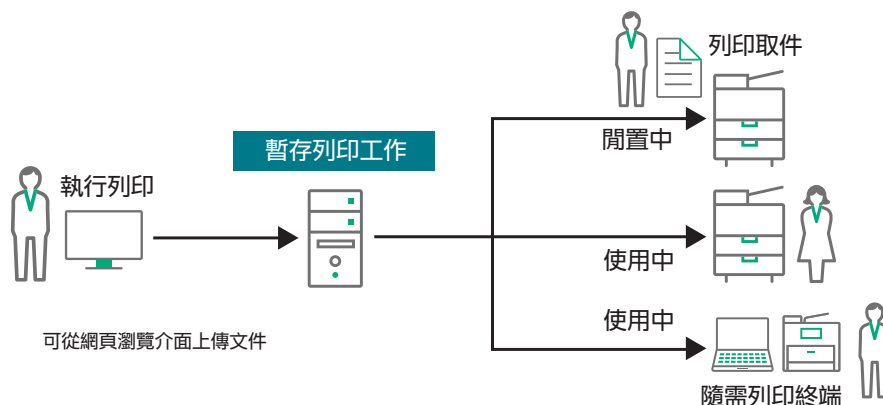 列印取件
閒置中
暫存列印工作
執行列印
使用中
使用中
可從網頁瀏覽介面上傳文件
隨需列印終端